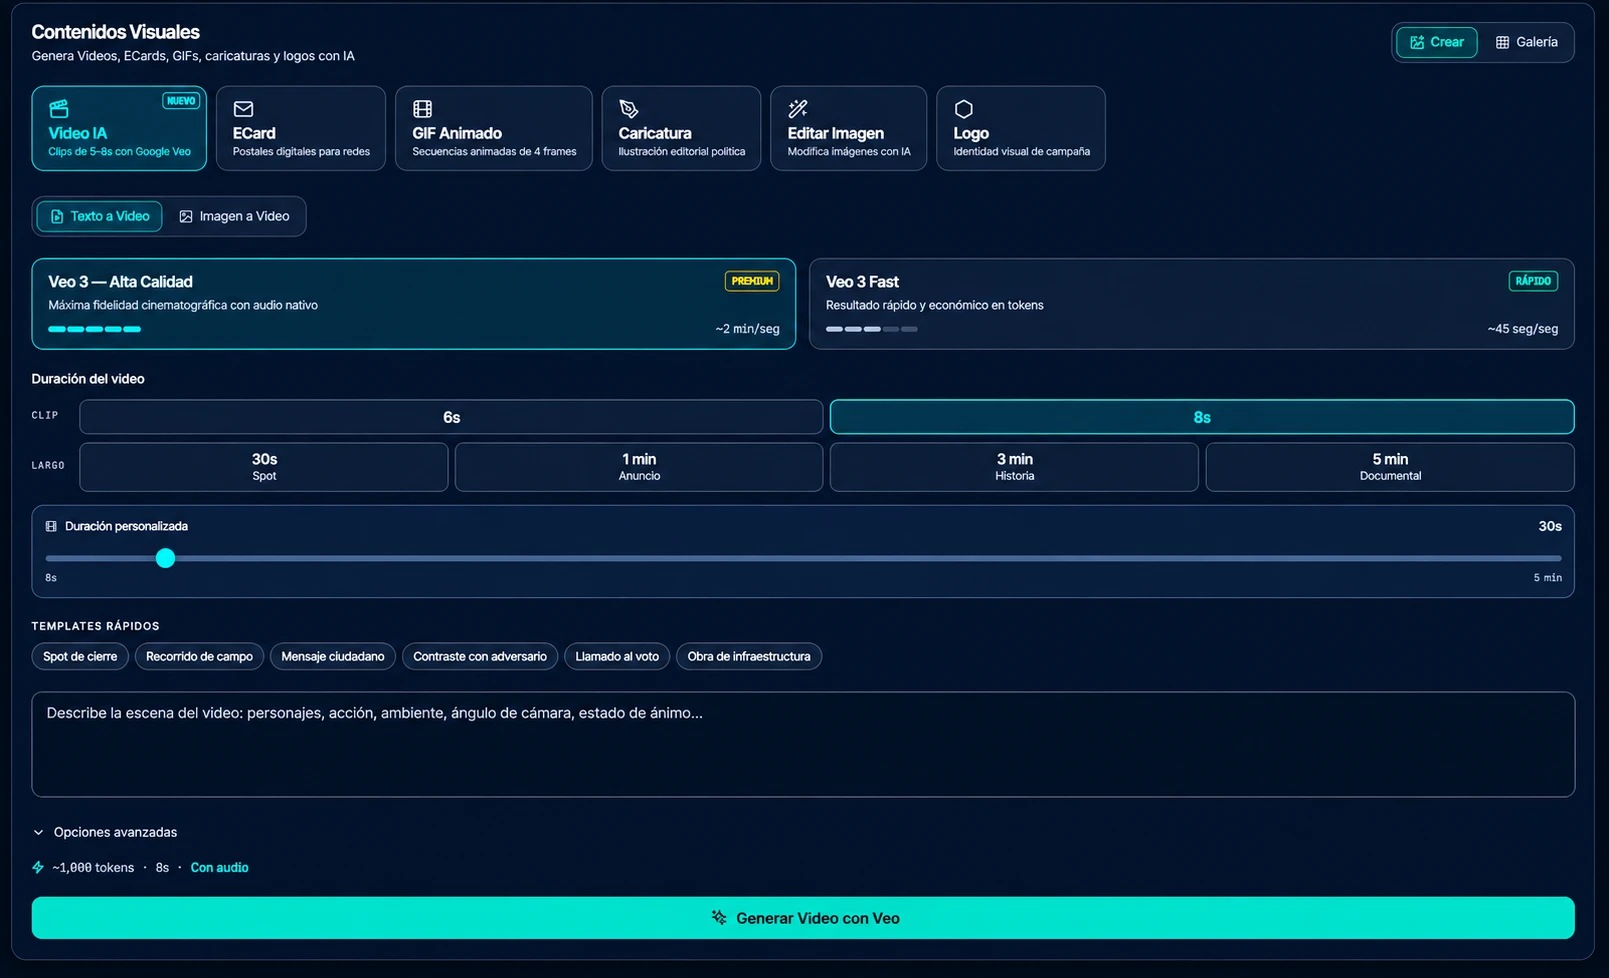 Contenidos Visuales
Genera Videos, ECards, GIFs, caricaturas y logos con IA
Crear
Galería
NUEVO
Video IA
Clips de 5-8s con Google Veo
ECard
Postales digitales para redes
GIF Animado
Secuencias animadas de 4 frames
Caricatura
Ilustración editorial política
Editar Imagen
Modifica imágenes con IA
Logo
Identidad visual de campaña
Texto a Video
Imagen a Video
Veo 3 — Alta Calidad
PREMIUM
Máxima fidelidad cinematográfica con audio nativo
~2 min/seg
Veo 3 Fast
RÁPIDO
Resultado rápido y económico en tokens
~45 seg/seg
Duración del video
CLIP
6s
8s
LARGO
30s
Spot
1 min
Anuncio
3 min
Historia
5 min
Documental
Duración personalizada
30s
8s
5 min
TEMPLATES RÁPIDOS
Spot de cierre
Recorrido de campo
Mensaje ciudadano
Contraste con adversario
Llamado al voto
Obra de infraestructura
Describe la escena del video: personajes, acción, ambiente, ángulo de cámara, estado de ánimo...
Opciones avanzadas
~1,000 tokens · 8s · Con audio
Generar Video con Veo